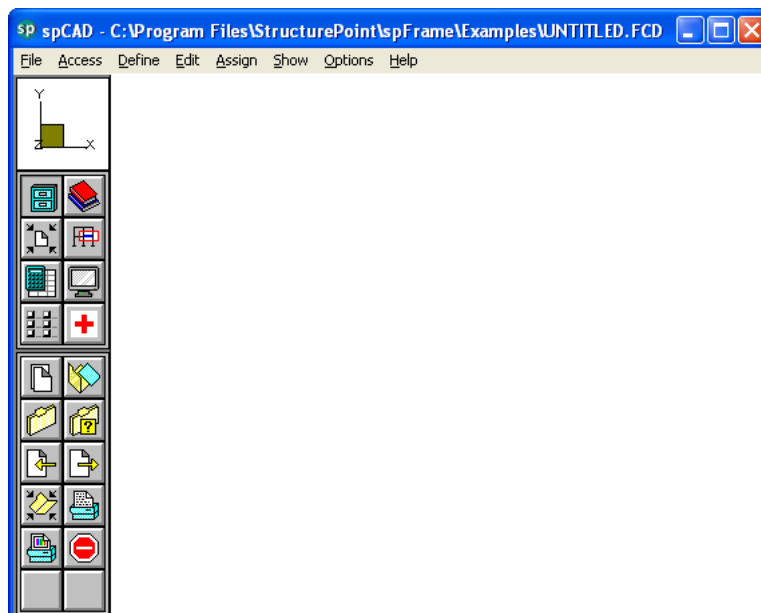 sp spCAD - C:\Program Files\StructurePoint\spFrame\Examples\UNTITLED.FCD
File Access Define Edit Assign Show Options Help
Y
Z X
?